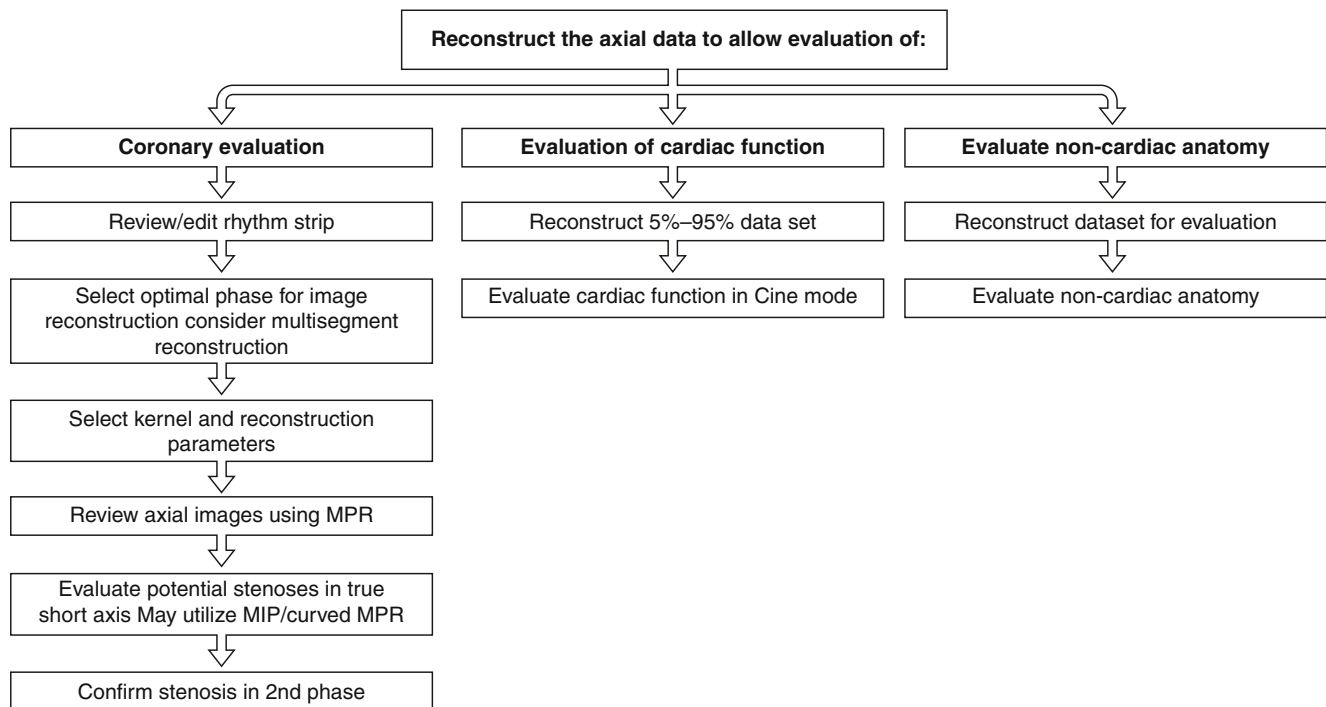 Reconstruct the axial data to allow evaluation of:
Coronary evaluation
Review/edit rhythm strip
Select optimal phase for image
reconstruction consider multisegment
reconstruction
Select kernel and reconstruction
parameters
Review axial images using MPR
Evaluate potential stenoses in true
short axis May utilize MIP/curved MPR
Confirm stenosis in 2nd phase
Evaluation of cardiac function
Reconstruct 5%–95% data set
Evaluate cardiac function in Cine mode
Evaluate non-cardiac anatomy
Reconstruct dataset for evaluation
Evaluate non-cardiac anatomy